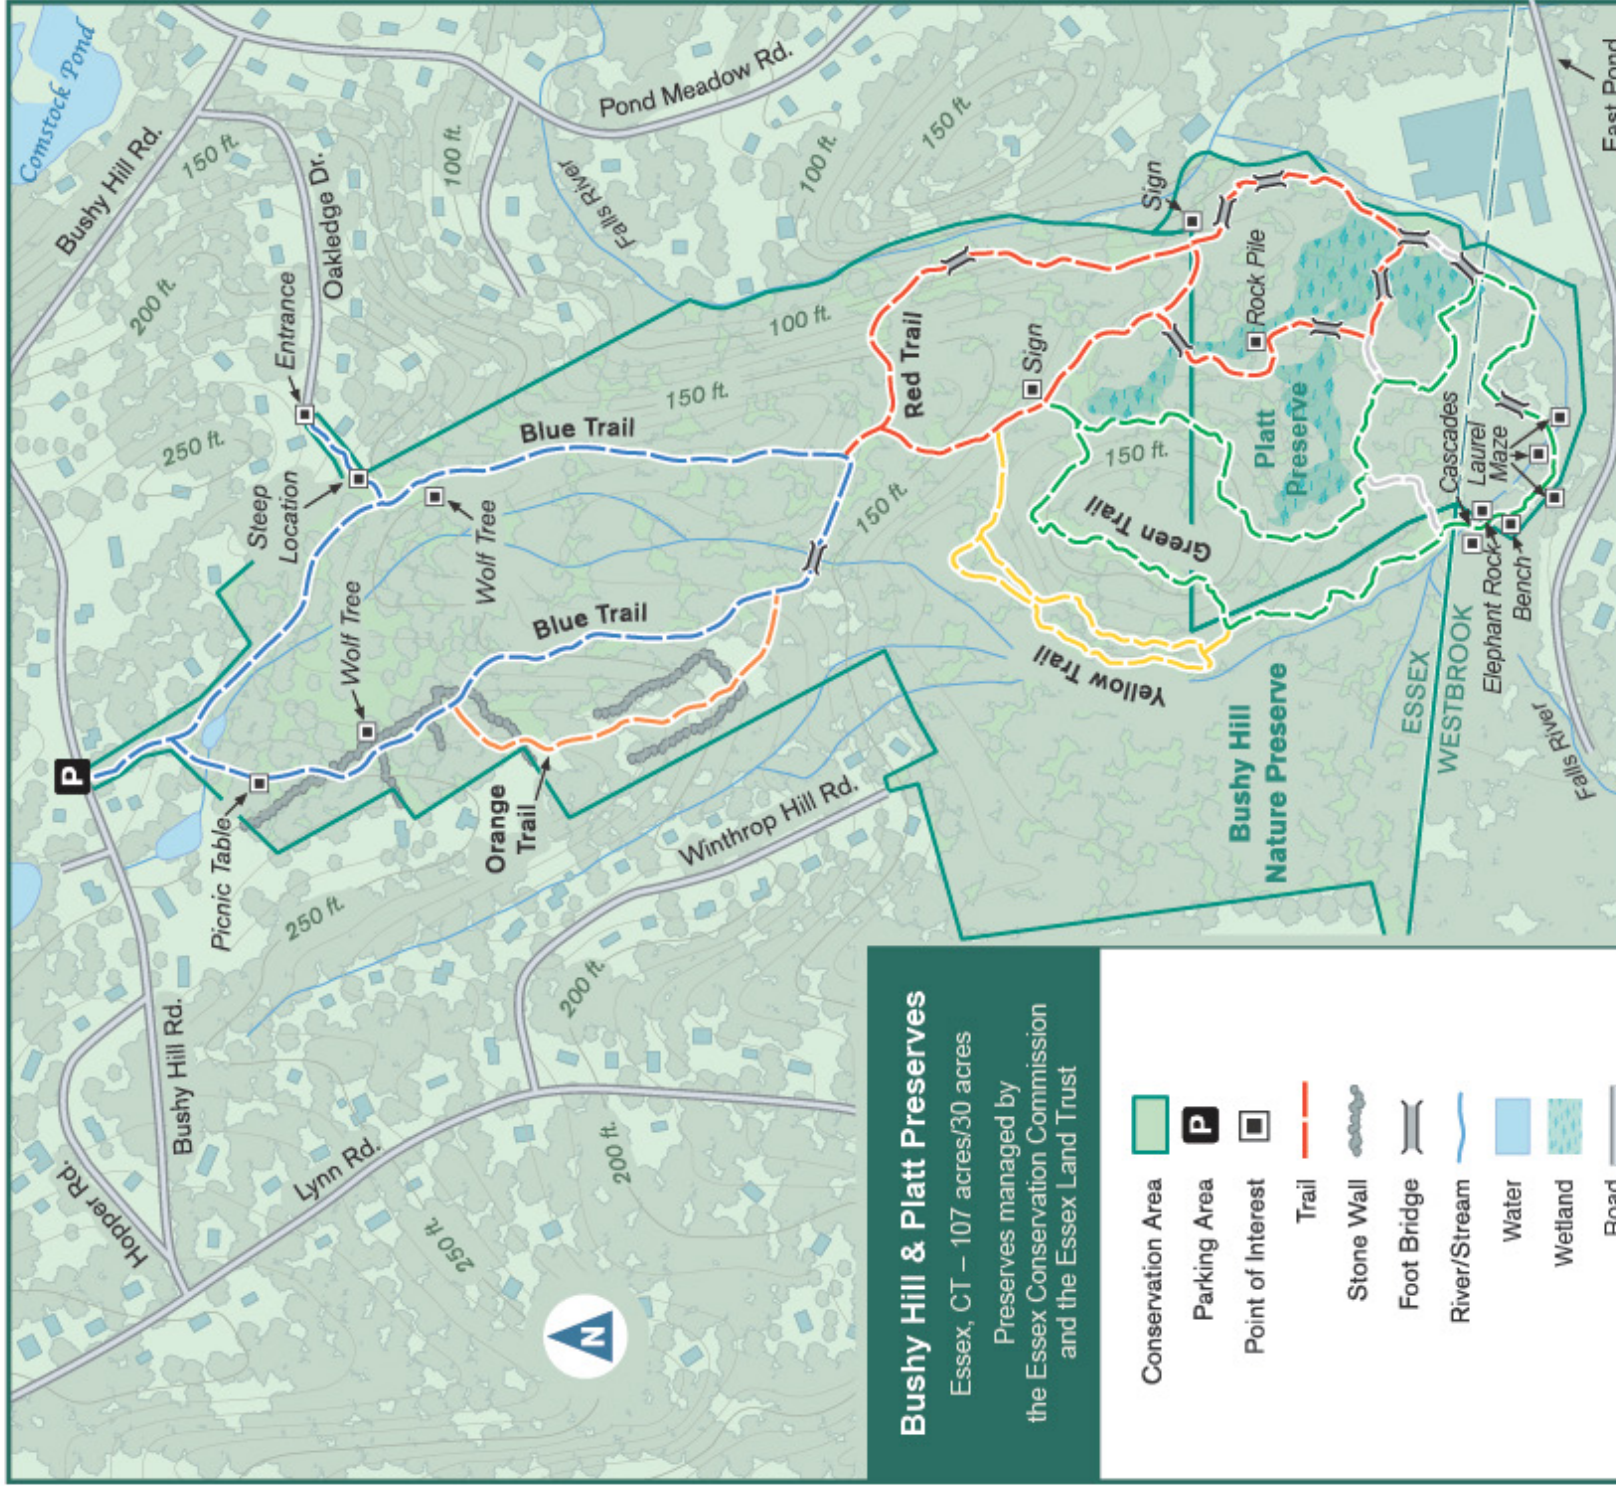 Bushy Hill & Platt Preserves
Essex, CT – 107 acres/30 acres
Preserves managed by
the Essex Conservation Commission
and the Essex Land Trust
Conservation Area
P
Parking Area
Point of Interest
Trail
Stone Wall
Foot Bridge
River/Stream
Water
Wetland
Road
N
Comstock Pond
Bushy Hill Rd.
150 ft.
Oakledge Dr.
200 ft.
Entrance
250 ft.
Steep
Location
Wolf Tree
Wolf Tree
P
Picnic Table
250 ft.
Bushy Hill Rd.
Hopper Rd.
Lynn Rd.
250 ft.
200 ft.
200 ft.
Winthrop Hill Rd.
Orange
Trail
Blue Trail
Blue Trail
150 ft.
100 ft.
Falls River
100 ft.
Pond Meadow Rd.
100 ft.
150 ft.
150 ft.
Red Trail
Sign
Sign
Rock Pile
Platt
Preserve
150 ft.
Green Trail
Yellow Trail
Bushy Hill
Nature Preserve
ESSEX
WESTBROOK
Cascades
Laurel
Maze
Elephant Rock
Bench
Falls River
East Pond